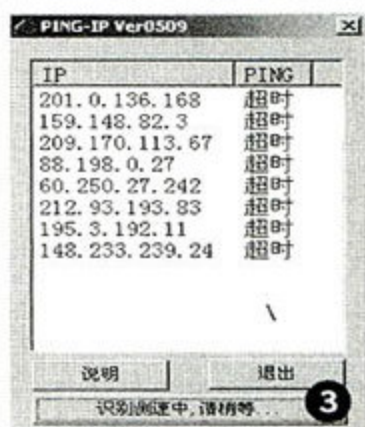 PING-IP Ver0509
IP PING
201.0.136.168 超时
159.148.82.3 超时
209.170.113.67 超时
88.198.0.27 超时
60.250.27.242 超时
212.93.193.83 超时
195.3.192.11 超时
148.233.239.24 超时
\
说明 退出
识别测速中,请稍等...
3